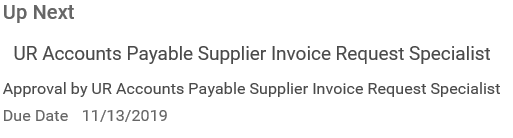 Up Next
UR Accounts Payable Supplier Invoice Request Specialist
Approval by UR Accounts Payable Supplier Invoice Request Specialist
Due Date 11/13/2019